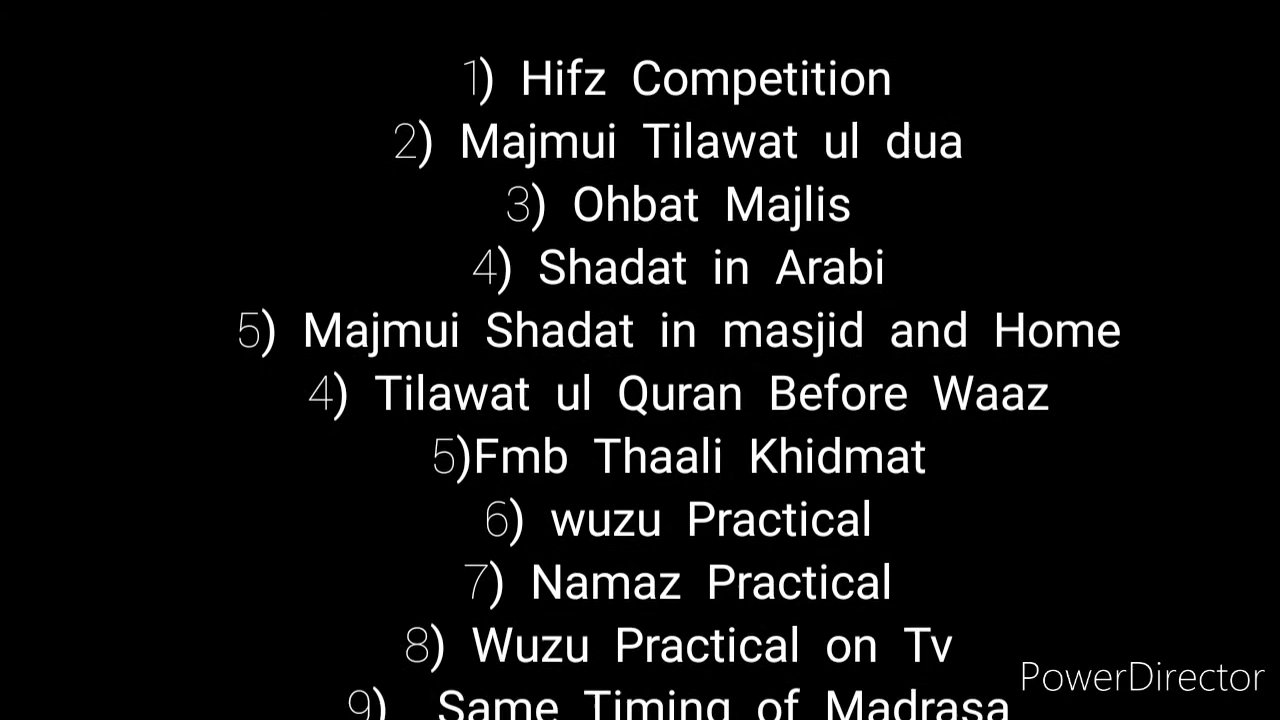 1) Hifz Competition
2) Majmui Tilawat ul dua
3) Ohbat Majlis
4) Shadat in Arabi
5) Majmui Shadat in masjid and Home
4) Tilawat ul Quran Before Waaz
5)Fmb Thaali Khidmat
6) wuzu Practical
7) Namaz Practical
8) Wuzu Practical on Tv
9) Same Timing of Madrasa
PowerDirector